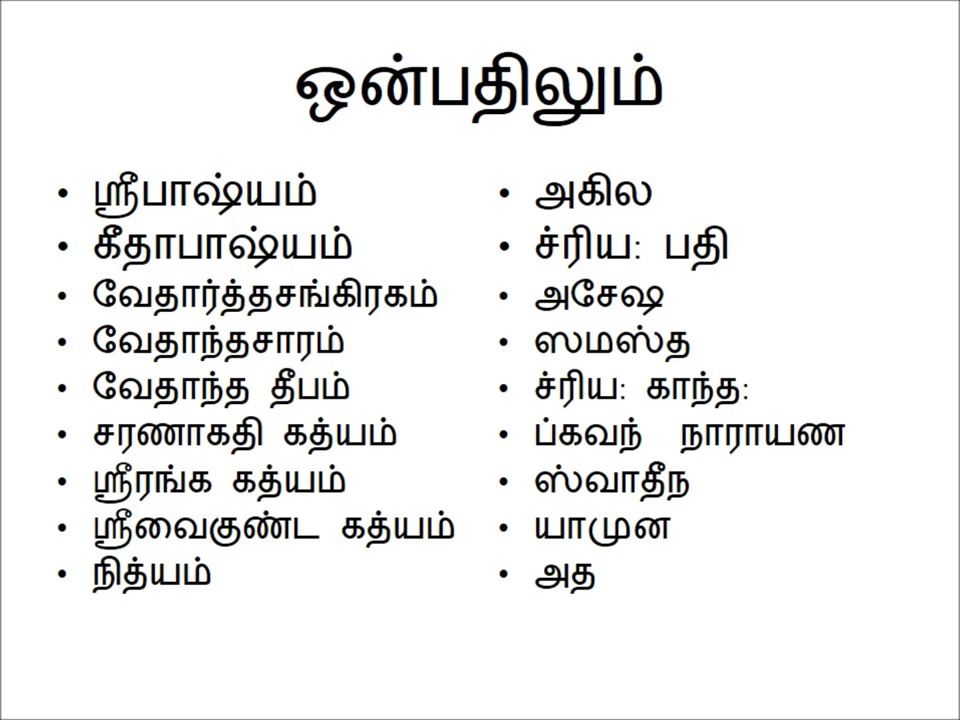 ஒன்பதிலும்
• ஸ்ரீபாஷ்யம்
• கீதாபாஷ்யம்
• வேதார்த்தசங்கிரகம்
• வேதாந்தசாரம்
• வேதாந்த தீபம்
• சரணாகதி கத்யம்
• ஸ்ரீரங்க கத்யம்
• ஸ்ரீவைகுண்ட கத்யம்
• நித்யம்
• அகில
• ச்ரிய: பதி
• அசேஷ
• ஸமஸ்த
• ச்ரிய: காந்த:
• ப்கவந் நாராயண
• ஸ்வாதீந
• யாமுன
• அத